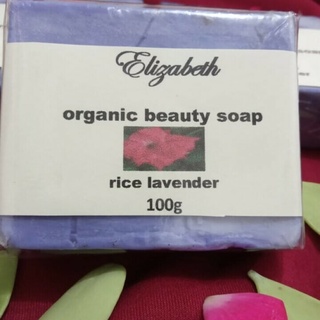 Elizabeth
organic beauty soap
rice lavender
100g